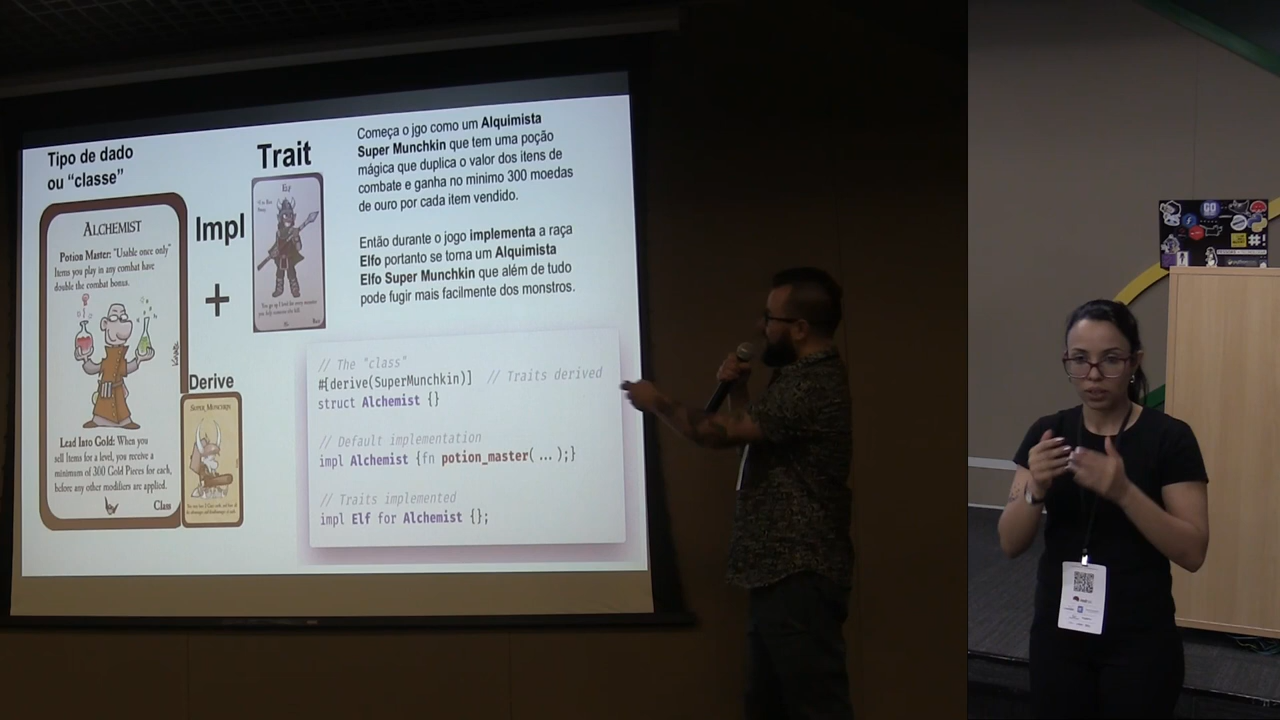 Tipo de dado
ou “classe”
ALCHEMIST
Potion Master: "Usable once only"
Items you play in any combat have
double the combat bonus.
Lead Into Gold: When you
sell Items for a level, you receive a
minimum of 300 Gold Pieces for each,
before any other modifiers are applied.
Class
Impl
+
Derive
SUPER MUNCHKIN
Trait
ELF
Começa o jgo como um Alquimista
Super Munchkin que tem uma poção
mágica que duplica o valor dos itens de
combate e ganha no minimo 300 moedas
de ouro por cada item vendido.
Então durante o jogo implementa a raça
Elfo portanto se torna um Alquimista
Elfo Super Munchkin que além de tudo
pode fugir mais facilmente dos monstros.
// The "class"
#[derive(SuperMunchkin)] // Traits derived
struct Alchemist {}
// Default implementation
impl Alchemist {fn potion_master( ... );}
// Traits implemented
impl Elf for Alchemist {};
GO
#!